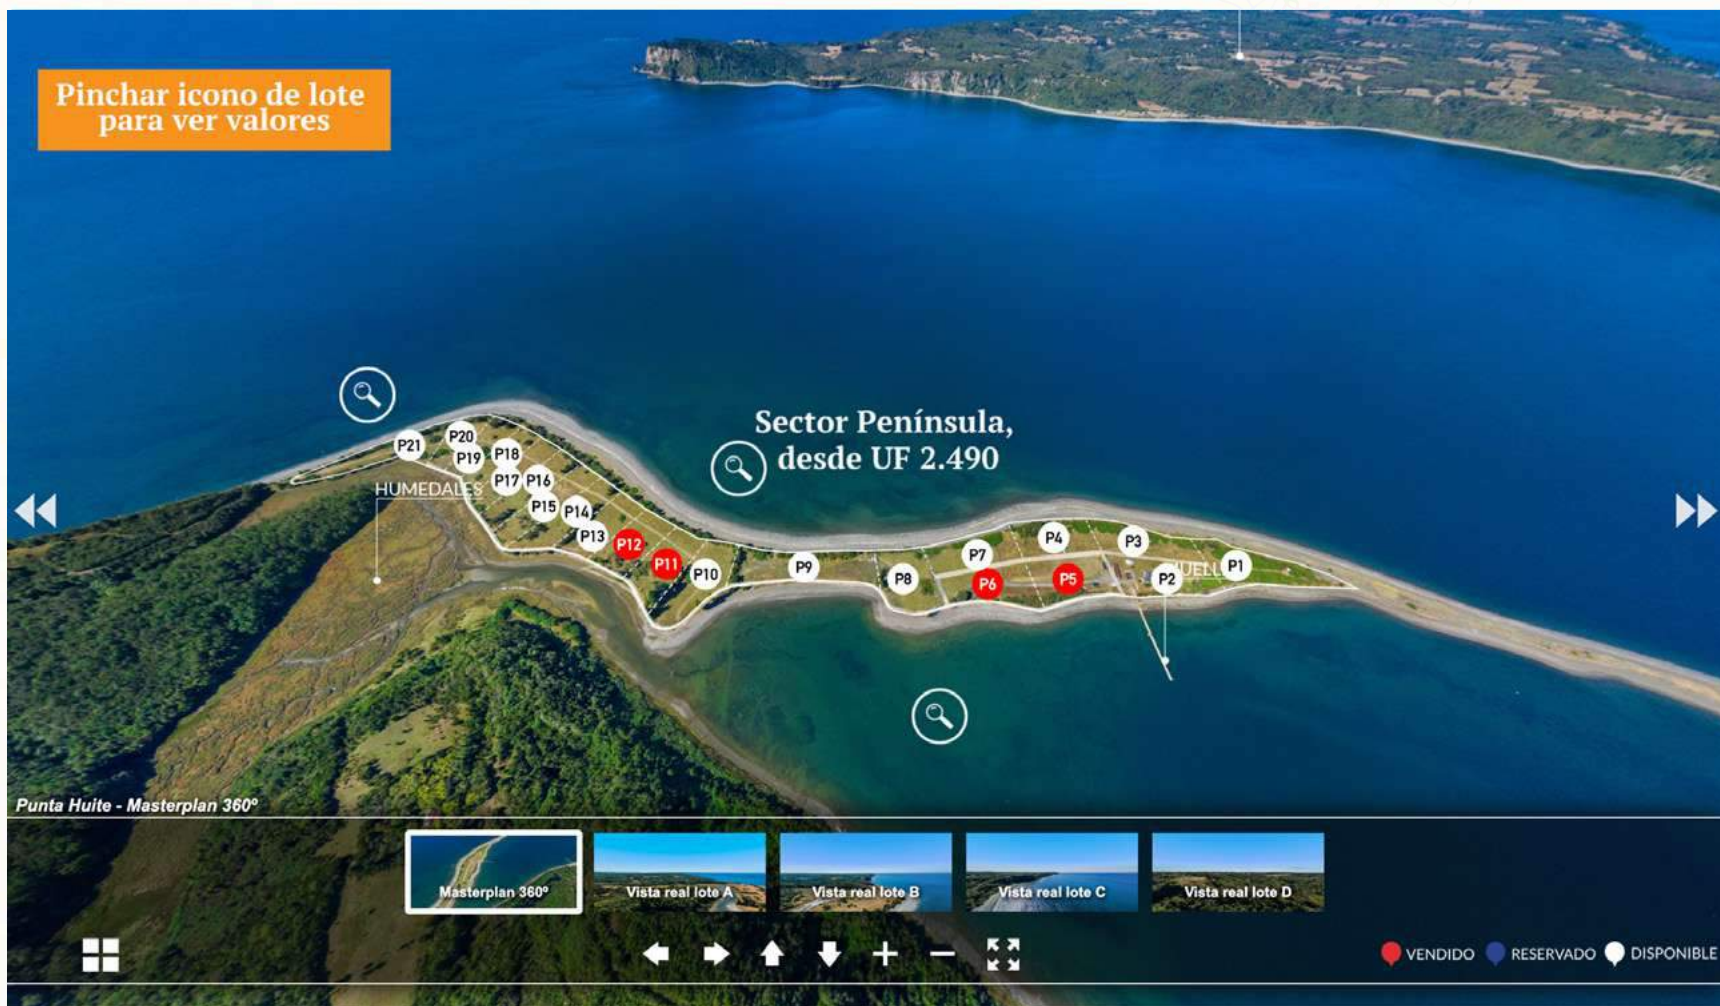 Pinchar icono de lote
para ver valores
Sector Península,
desde UF 2.490
P20
P21
P19
P18
P17
P16
HUMEDALES
P15
P14
P13
P12
P11
P10
P9
P8
P7
P6
P4
P5
P3
P2
UELL
P1
Punta Huite - Masterplan 360º
Masterplan 360º
Vista real lote A
Vista real lote B
Vista real lote C
Vista real lote D
VENDIDO
RESERVADO
DISPONIBLE